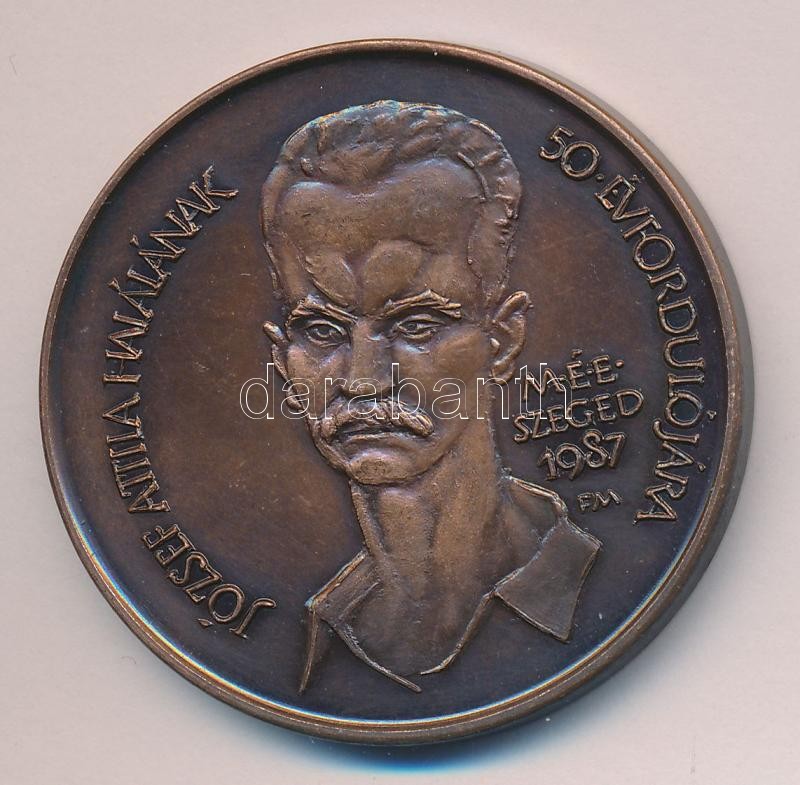 JÓZSEF ATTILA HALÁLÁNAK
50. ÉVFORDULÓJÁRA
M.É.E.
SZEGED
1987
FM
darabanth